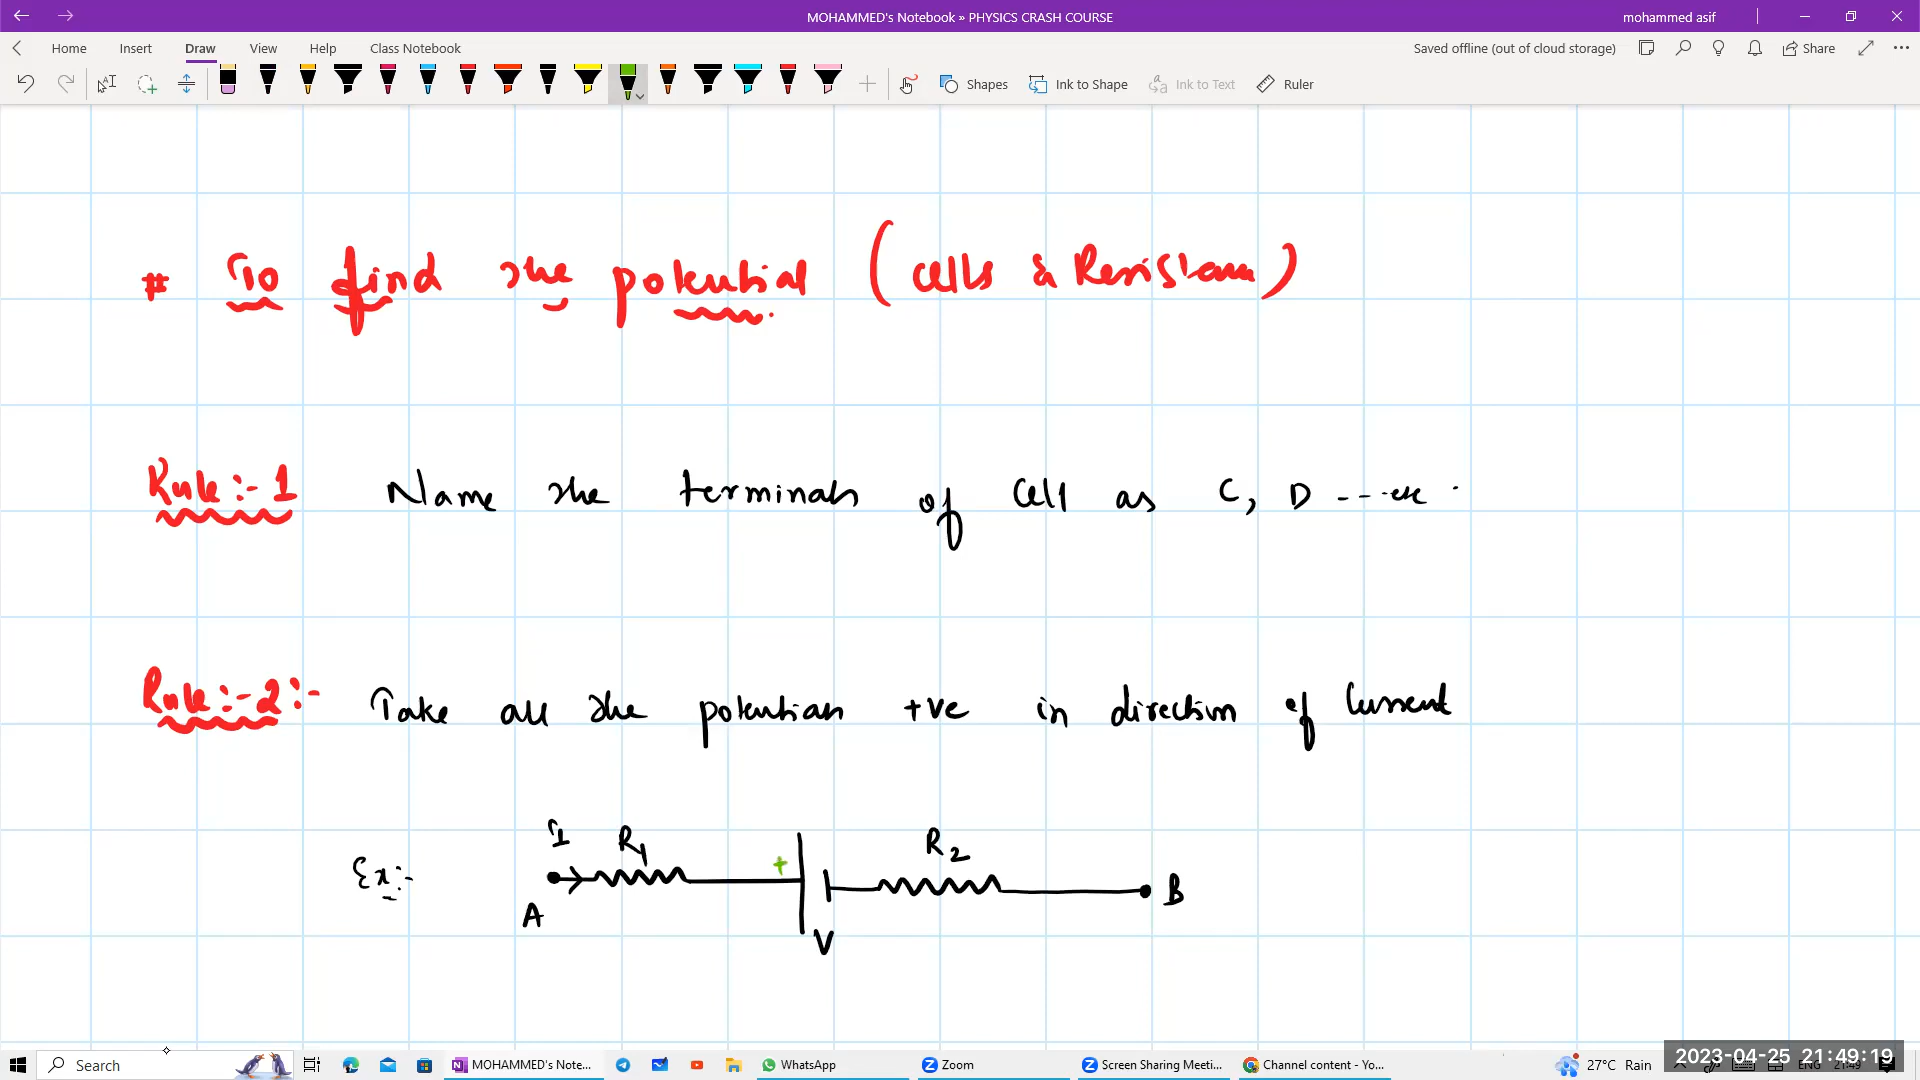 MOHAMMED's Notebook » PHYSICS CRASH COURSE
mohammed asif
Home Insert Draw View Help Class Notebook
Saved offline (out of cloud storage)
Share
Shapes Ink to Shape Ink to Text Ruler
# To find the potential (cells & Resistance)
Rule:- 1 Name the terminals of Cell as C, D ----etc
Rule:-2:- Take all the potentials +ve in direction of Current
I R1 + R2
Ex:-
A V B
Search
MOHAMMED's Note...
WhatsApp
Zoom
Screen Sharing Meeti...
Channel content - Yo...
27°C Rain
ENG 21:49
2023-04-25 21:49:19